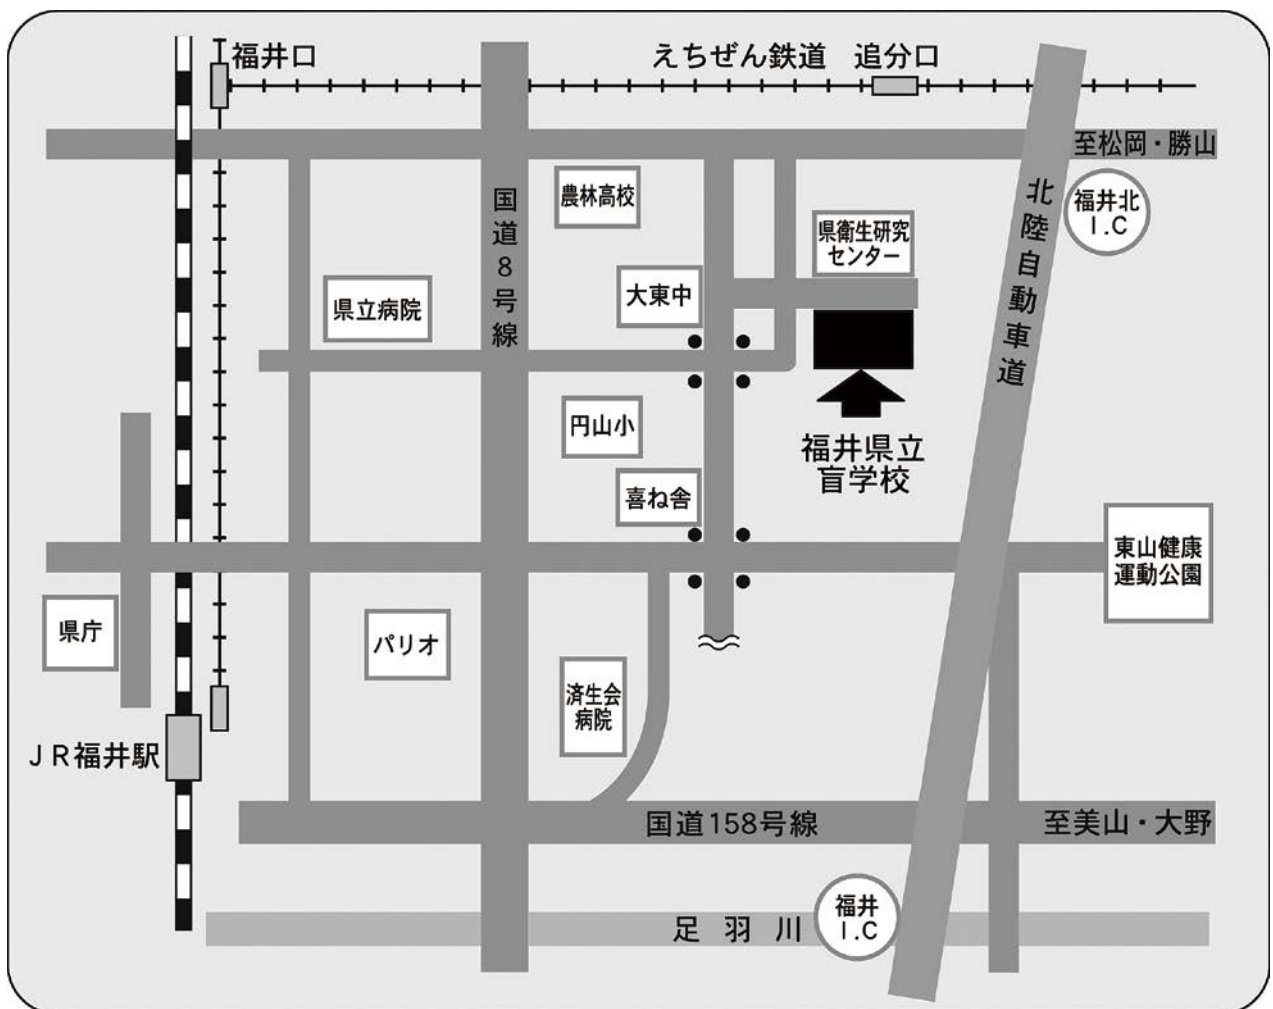 福井口
えちぜん鉄道 追分口
至松岡・勝山
福井北
I.C
農林高校
国道8号線
北陸自動車道
県衛生研究
センター
大東中
県立病院
円山小
福井県立
盲学校
喜ね舎
東山健康
運動公園
県庁
パリオ
済生会
病院
JR福井駅
国道158号線
至美山・大野
福井
I.C
足羽川